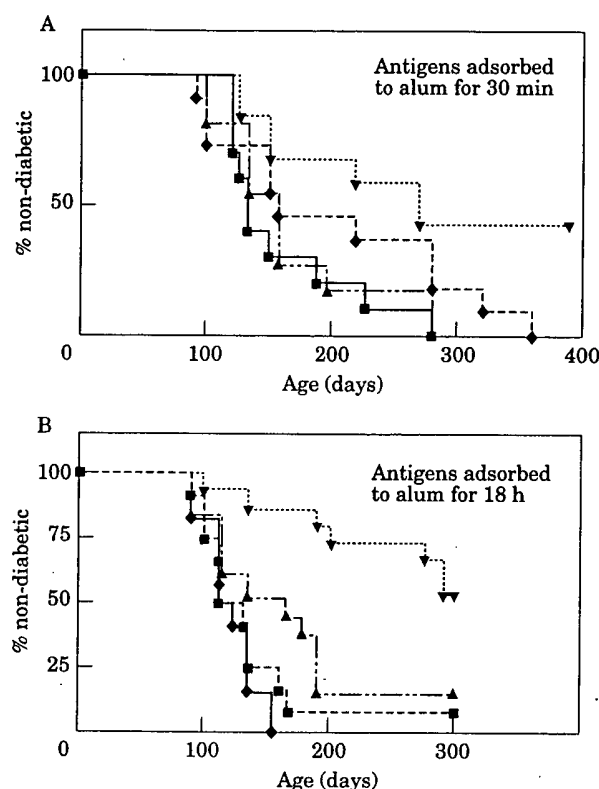 A
Antigens adsorbed
to alum for 30 min
% non-diabetic
100
50
0
100
200
300
400
Age (days)
B
Antigens adsorbed
to alum for 18 h
% non-diabetic
100
75
50
25
0
100
200
300
Age (days)